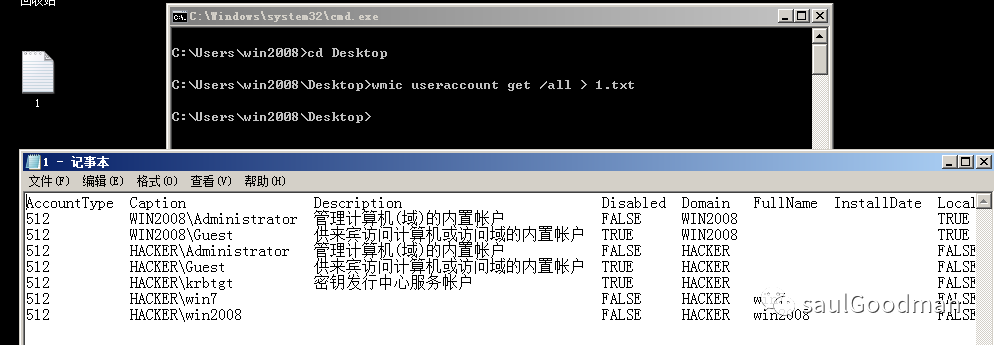 回收站
1
C:\Windows\system32\cmd.exe
C:\Users\win2008>cd Desktop
C:\Users\win2008\Desktop>wmic useraccount get /all > 1.txt
C:\Users\win2008\Desktop>
1 - 记事本
文件(F) 编辑(E) 格式(O) 查看(V) 帮助(H)
AccountType Caption Description Disabled Domain FullName InstallDate Local
512 WIN2008\Administrator 管理计算机(域)的内置帐户 FALSE WIN2008 TRUE
512 WIN2008\Guest 供来宾访问计算机或访问域的内置帐户 TRUE WIN2008 TRUE
512 HACKER\Administrator 管理计算机(域)的内置帐户 FALSE HACKER FALSE
512 HACKER\Guest 供来宾访问计算机或访问域的内置帐户 TRUE HACKER FALSE
512 HACKER\krbtgt 密钥发行中心服务帐户 TRUE HACKER FALSE
512 HACKER\win7 FALSE HACKER FALSE
512 HACKER\win2008 FALSE HACKER win2008 FALSE
saulGoodman